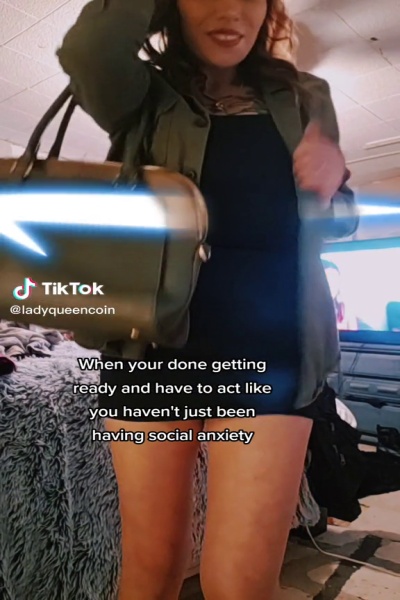 TikTok
@ladyqueencoin
When your done getting
ready and have to act like
you haven't just been
having social anxiety